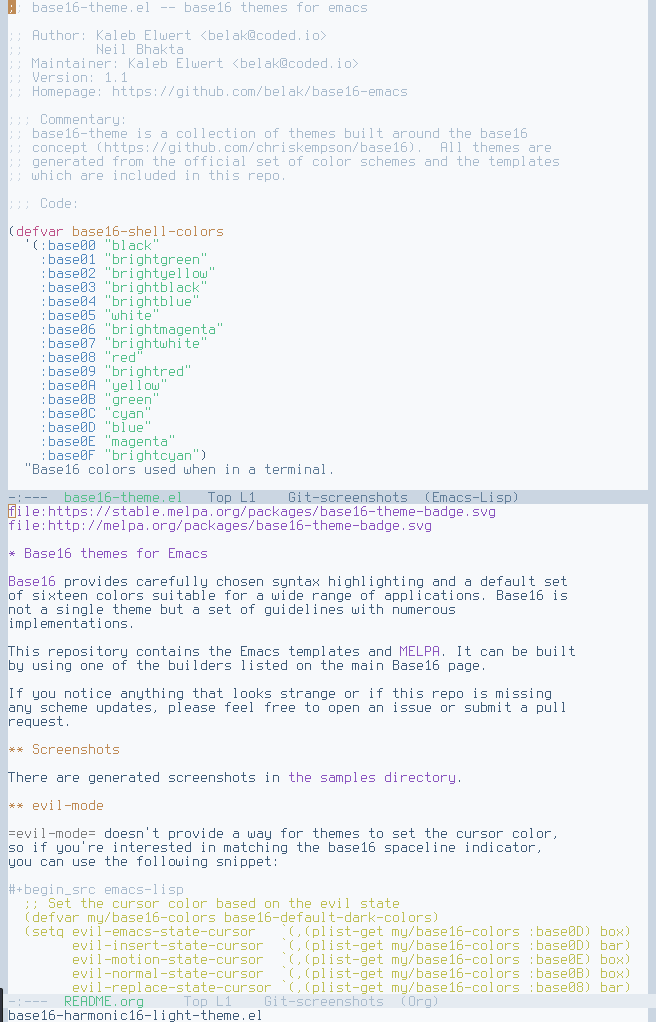 ;;; base16-theme.el -- base16 themes for emacs
;; Author: Kaleb Elwert <belak@coded.io>
;;         Neil Bhakta
;; Maintainer: Kaleb Elwert <belak@coded.io>
;; Version: 1.1
;; Homepage: https://github.com/belak/base16-emacs
;;; Commentary:
;; base16-theme is a collection of themes built around the base16
;; concept (https://github.com/chriskempson/base16).  All themes are
;; generated from the official set of color schemes and the templates
;; which are included in this repo.
;;; Code:
(defvar base16-shell-colors
  '(:base00 "black"
    :base01 "brightgreen"
    :base02 "brightyellow"
    :base03 "brightblack"
    :base04 "brightblue"
    :base05 "white"
    :base06 "brightmagenta"
    :base07 "brightwhite"
    :base08 "red"
    :base09 "brightred"
    :base0A "yellow"
    :base0B "green"
    :base0C "cyan"
    :base0D "blue"
    :base0E "magenta"
    :base0F "brightcyan")
  "Base16 colors used when in a terminal.
-:---  base16-theme.el   Top L1    Git-screenshots  (Emacs-Lisp)
file:https://stable.melpa.org/packages/base16-theme-badge.svg
file:http://melpa.org/packages/base16-theme-badge.svg
* Base16 themes for Emacs
Base16 provides carefully chosen syntax highlighting and a default set
of sixteen colors suitable for a wide range of applications. Base16 is
not a single theme but a set of guidelines with numerous
implementations.
This repository contains the Emacs templates and MELPA. It can be built
by using one of the builders listed on the main Base16 page.
If you notice anything that looks strange or if this repo is missing
any scheme updates, please feel free to open an issue or submit a pull
request.
** Screenshots
There are generated screenshots in the samples directory.
** evil-mode
=evil-mode= doesn't provide a way for themes to set the cursor color,
so if you're interested in matching the base16 spaceline indicator,
you can use the following snippet:
#+begin_src emacs-lisp
  ;; Set the cursor color based on the evil state
  (defvar my/base16-colors base16-default-dark-colors)
  (setq evil-emacs-state-cursor   `(,(plist-get my/base16-colors :base0D) box)
        evil-insert-state-cursor  `(,(plist-get my/base16-colors :base0D) bar)
        evil-motion-state-cursor  `(,(plist-get my/base16-colors :base0E) box)
        evil-normal-state-cursor  `(,(plist-get my/base16-colors :base0B) box)
        evil-replace-state-cursor `(,(plist-get my/base16-colors :base08) bar)
-:---  README.org     Top L1    Git-screenshots  (Org)
base16-harmonic16-light-theme.el